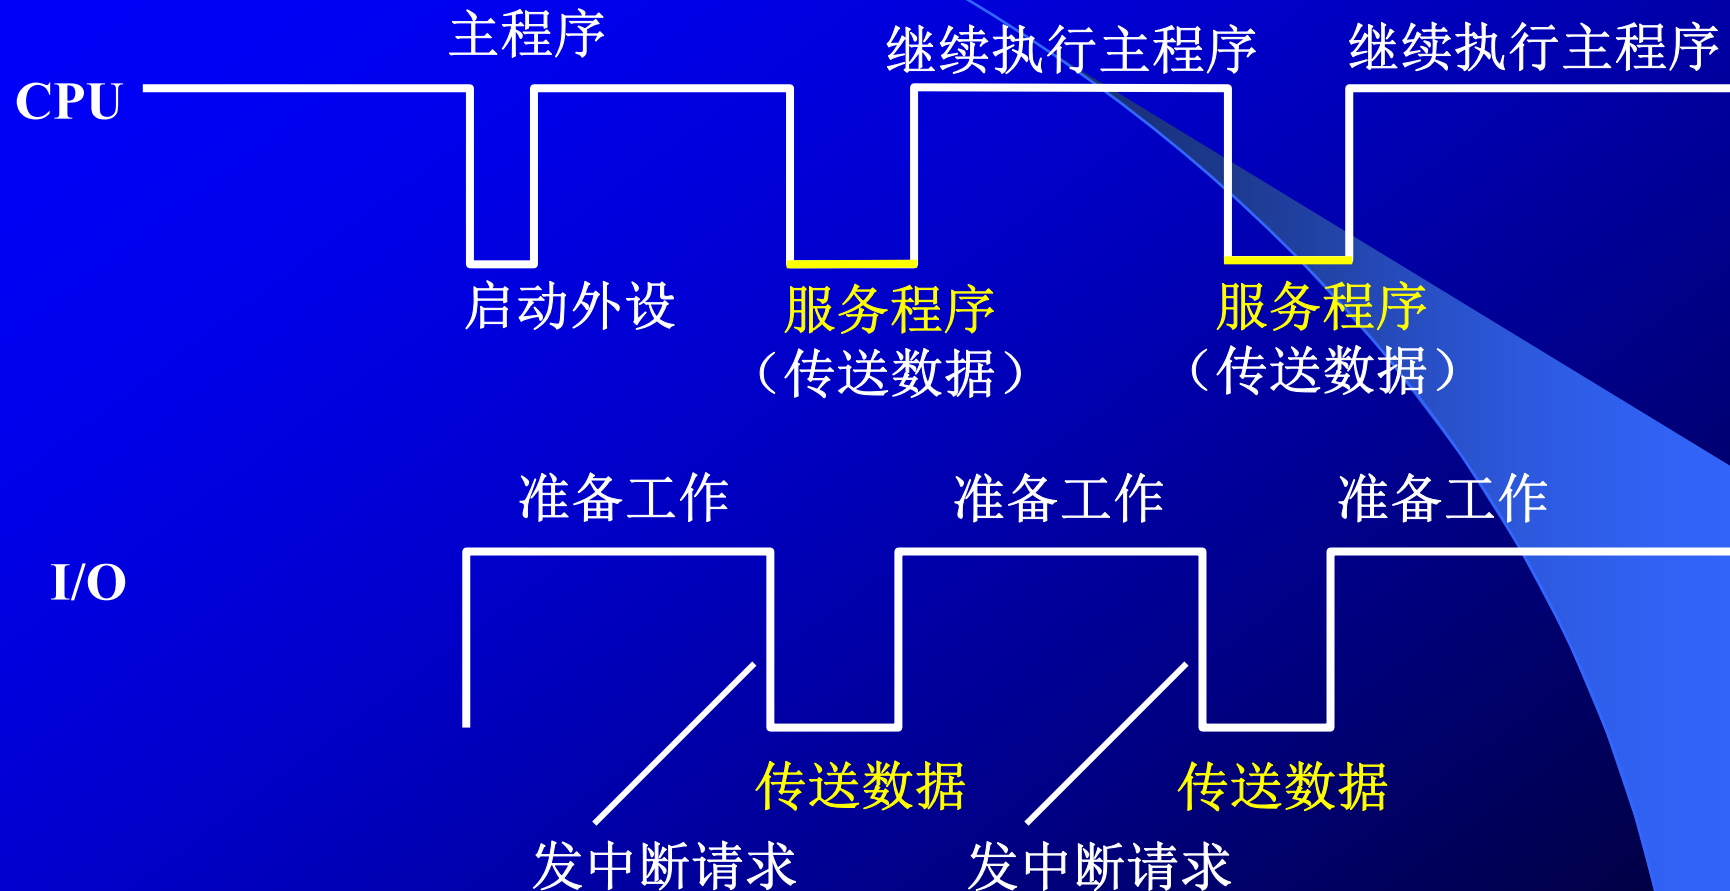 主程序
继续执行主程序
继续执行主程序
CPU
启动外设
服务程序
(传送数据)
服务程序
(传送数据)
准备工作
准备工作
准备工作
I/O
传送数据
传送数据
发中断请求
发中断请求